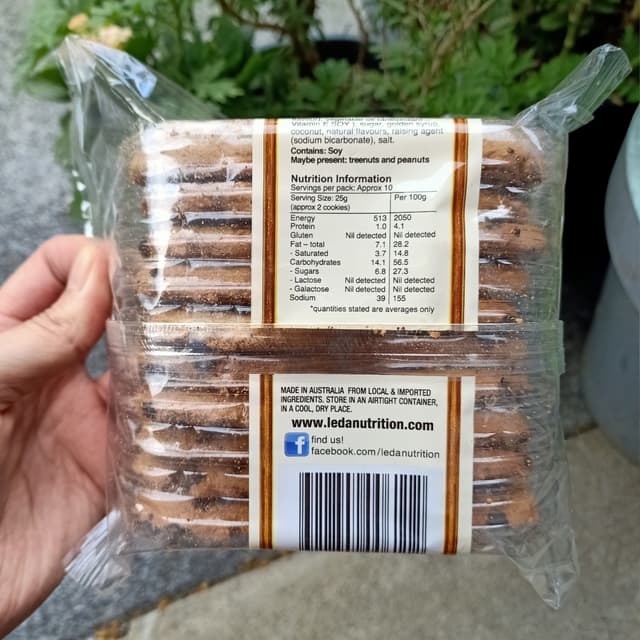 Vitamin E (SOY), sugar, golden syrup,
coconut, natural flavours, raising agent
(sodium bicarbonate), salt.
Contains: Soy
Maybe present: treenuts and peanuts
Nutrition Information
Servings per pack: Approx 10
Serving Size: 25g Per 100g
(approx 2 cookies)
Energy 513 2050
Protein 1.0 4.1
Gluten Nil detected Nil detected
Fat – total 7.1 28.2
- Saturated 3.7 14.8
Carbohydrates 14.1 56.5
- Sugars 6.8 27.3
- Lactose Nil detected Nil detected
- Galactose Nil detected Nil detected
Sodium 39 155
*quantities stated are averages only
MADE IN AUSTRALIA FROM LOCAL & IMPORTED
INGREDIENTS. STORE IN AN AIRTIGHT CONTAINER,
IN A COOL, DRY PLACE.
www.ledanutrition.com
f find us!
facebook.com/ledanutrition